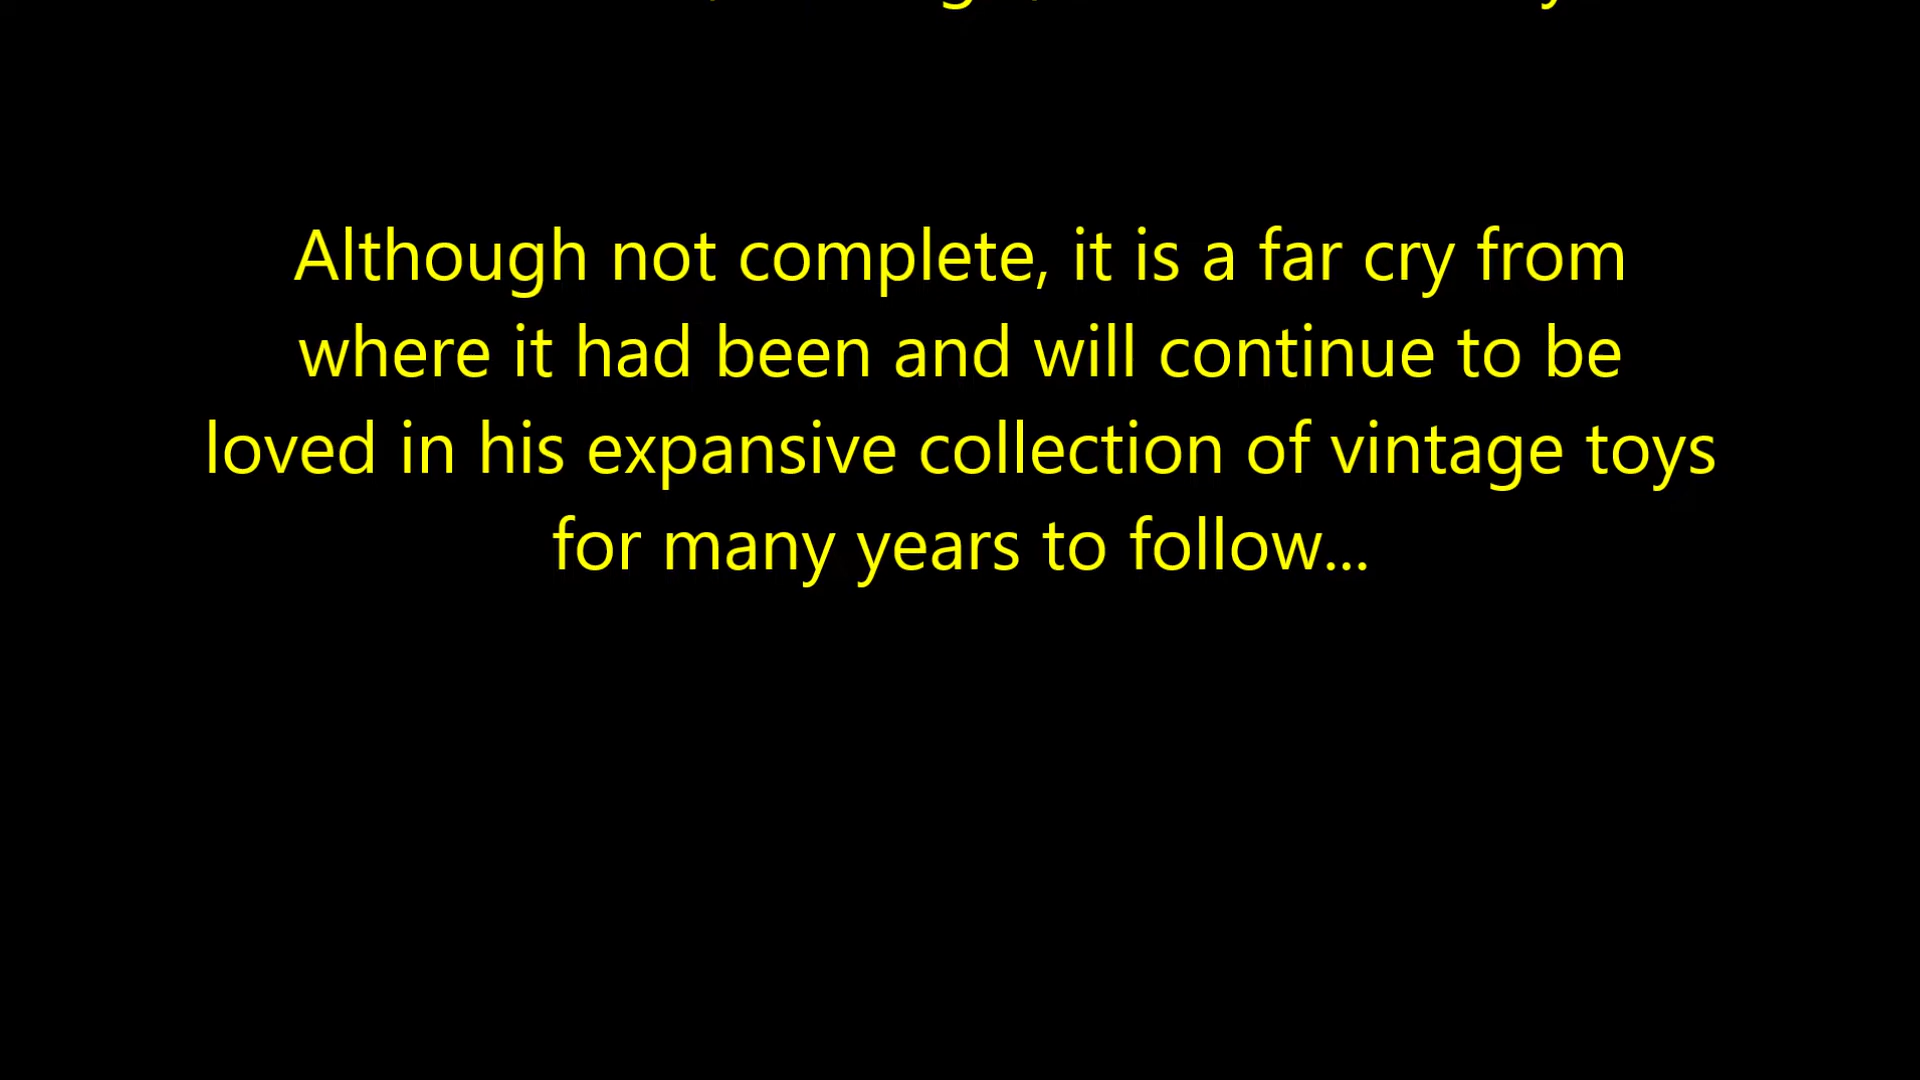 Although not complete, it is a far cry from
where it had been and will continue to be
loved in his expansive collection of vintage toys
for many years to follow...